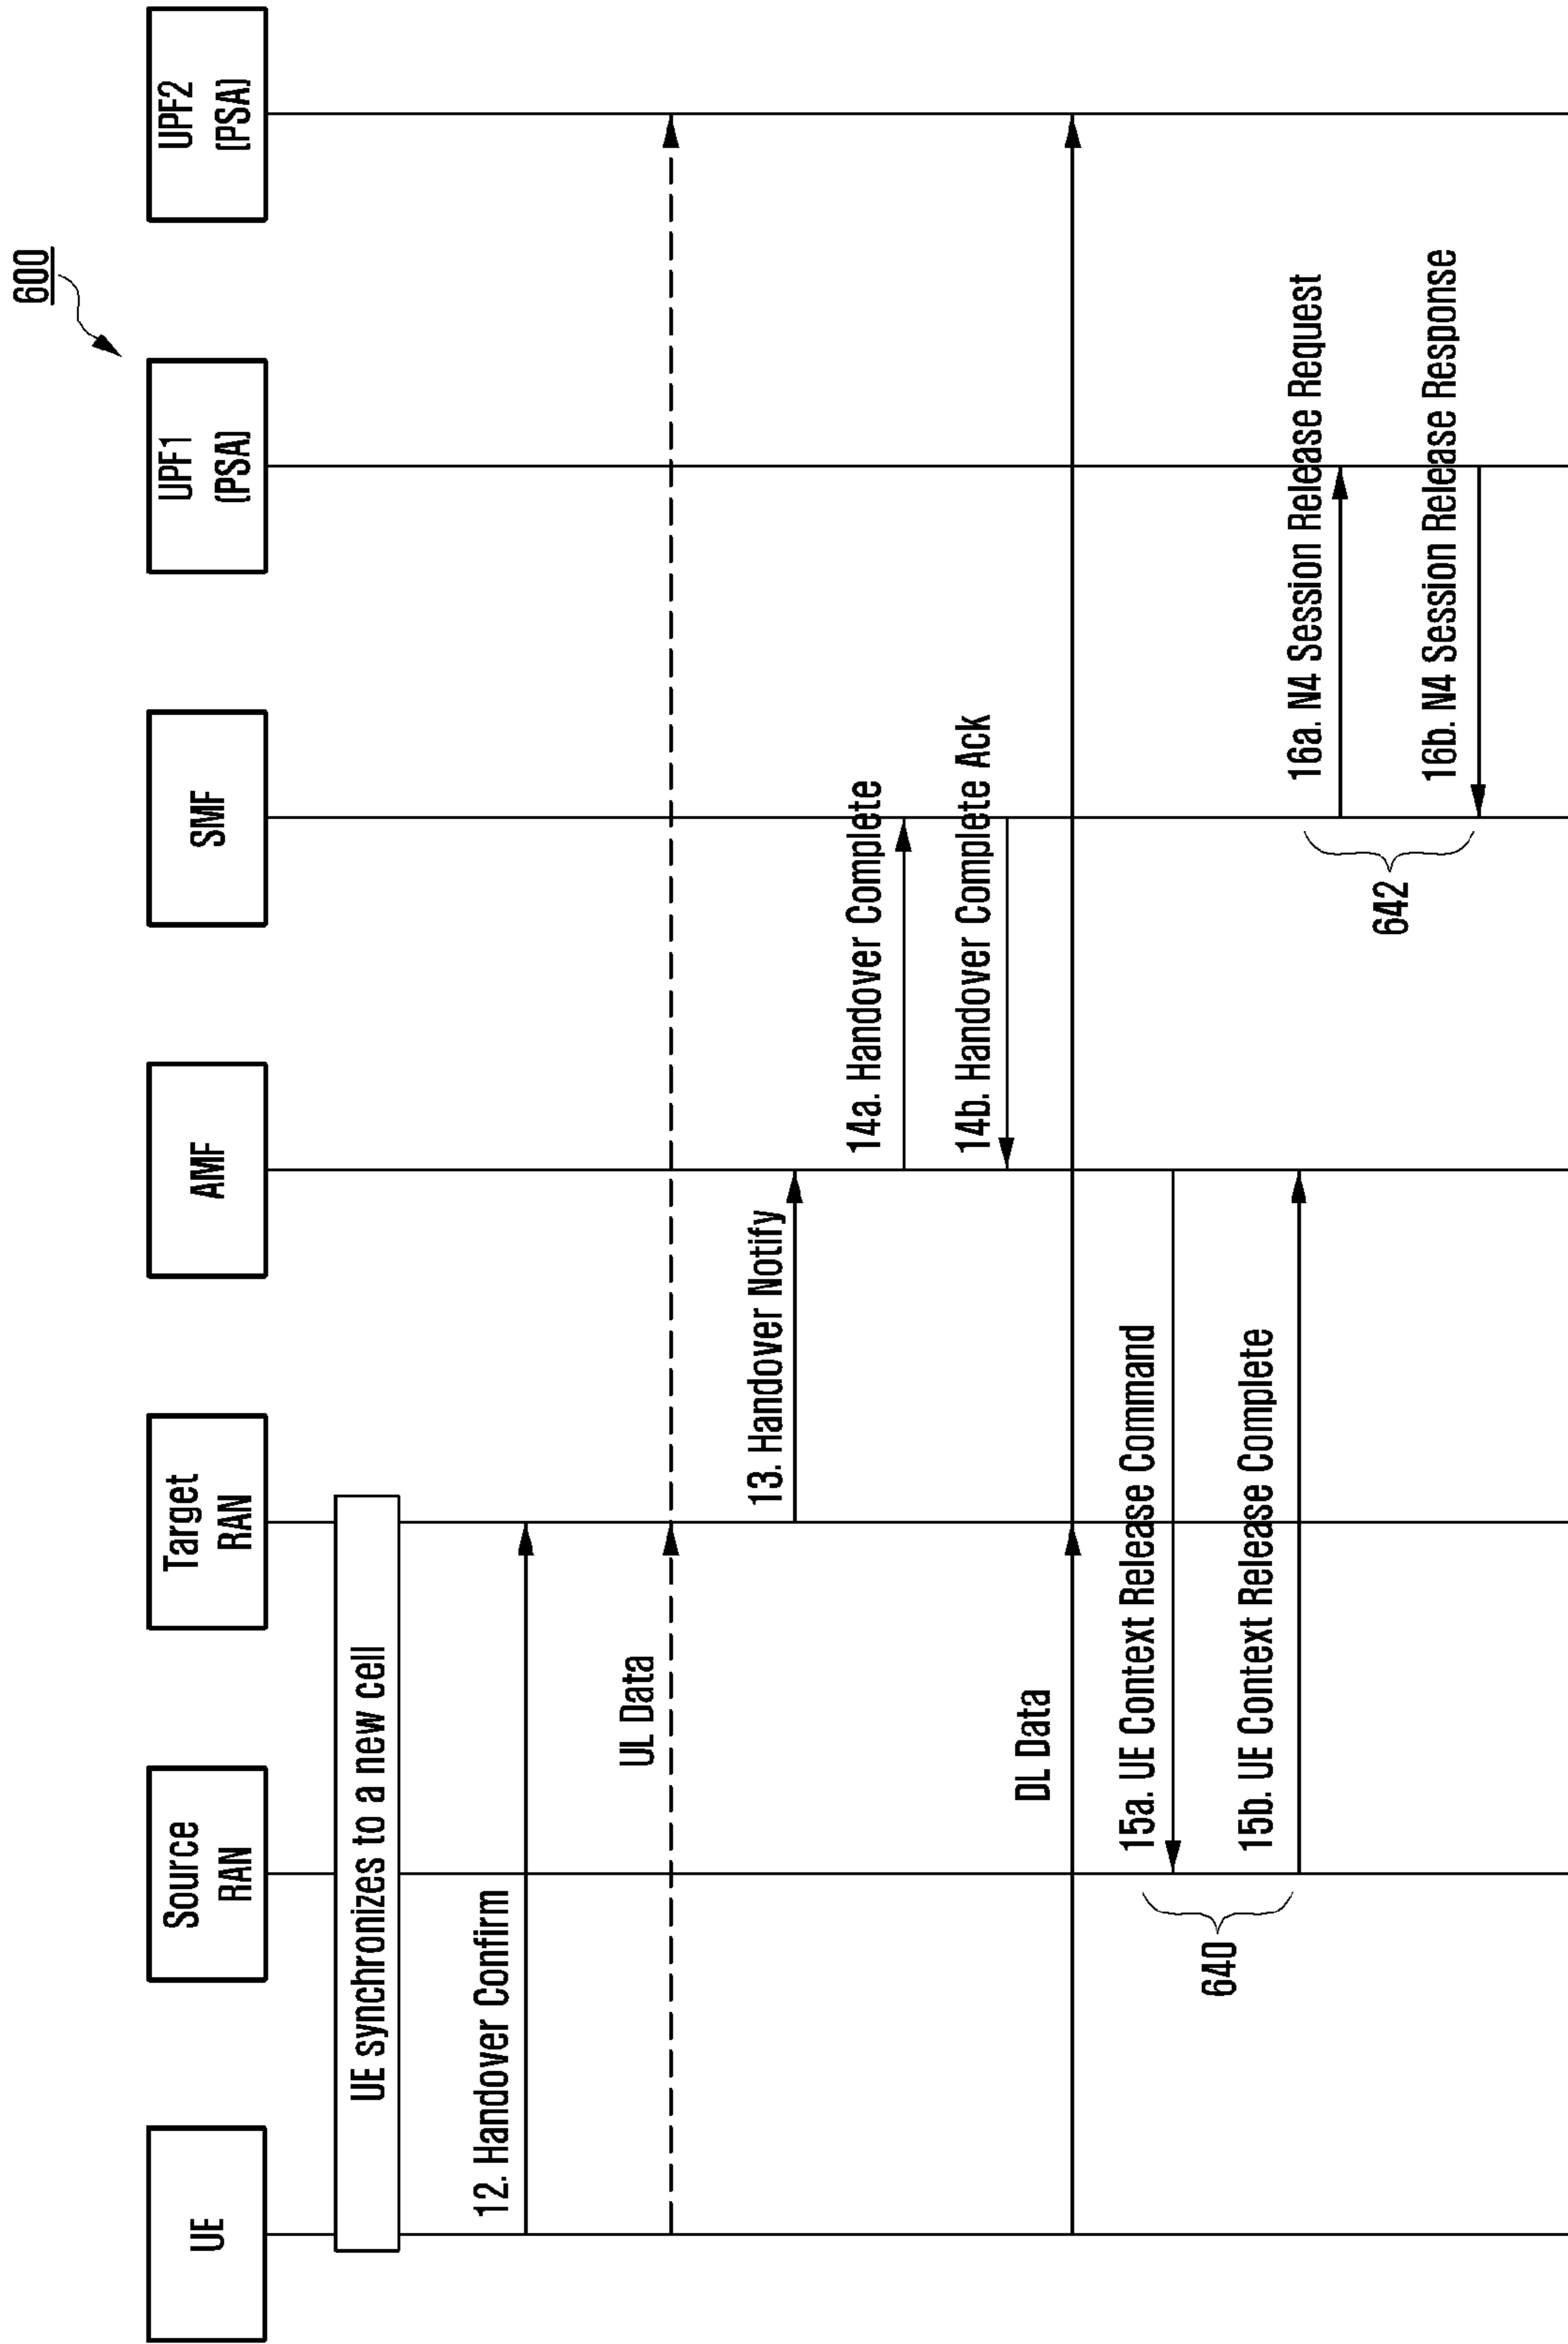 600
UE
Source
RAN
Target
RAN
AMF
SMF
UPF1
(PSA)
UPF2
(PSA)
UE synchronizes to a new cell
12. Handover Confirm
UL Data
13. Handover Notify
14a. Handover Complete
14b. Handover Complete Ack
DL Data
15a. UE Context Release Command
15b. UE Context Release Complete
640
16a. N4 Session Release Request
16b. N4 Session Release Response
642